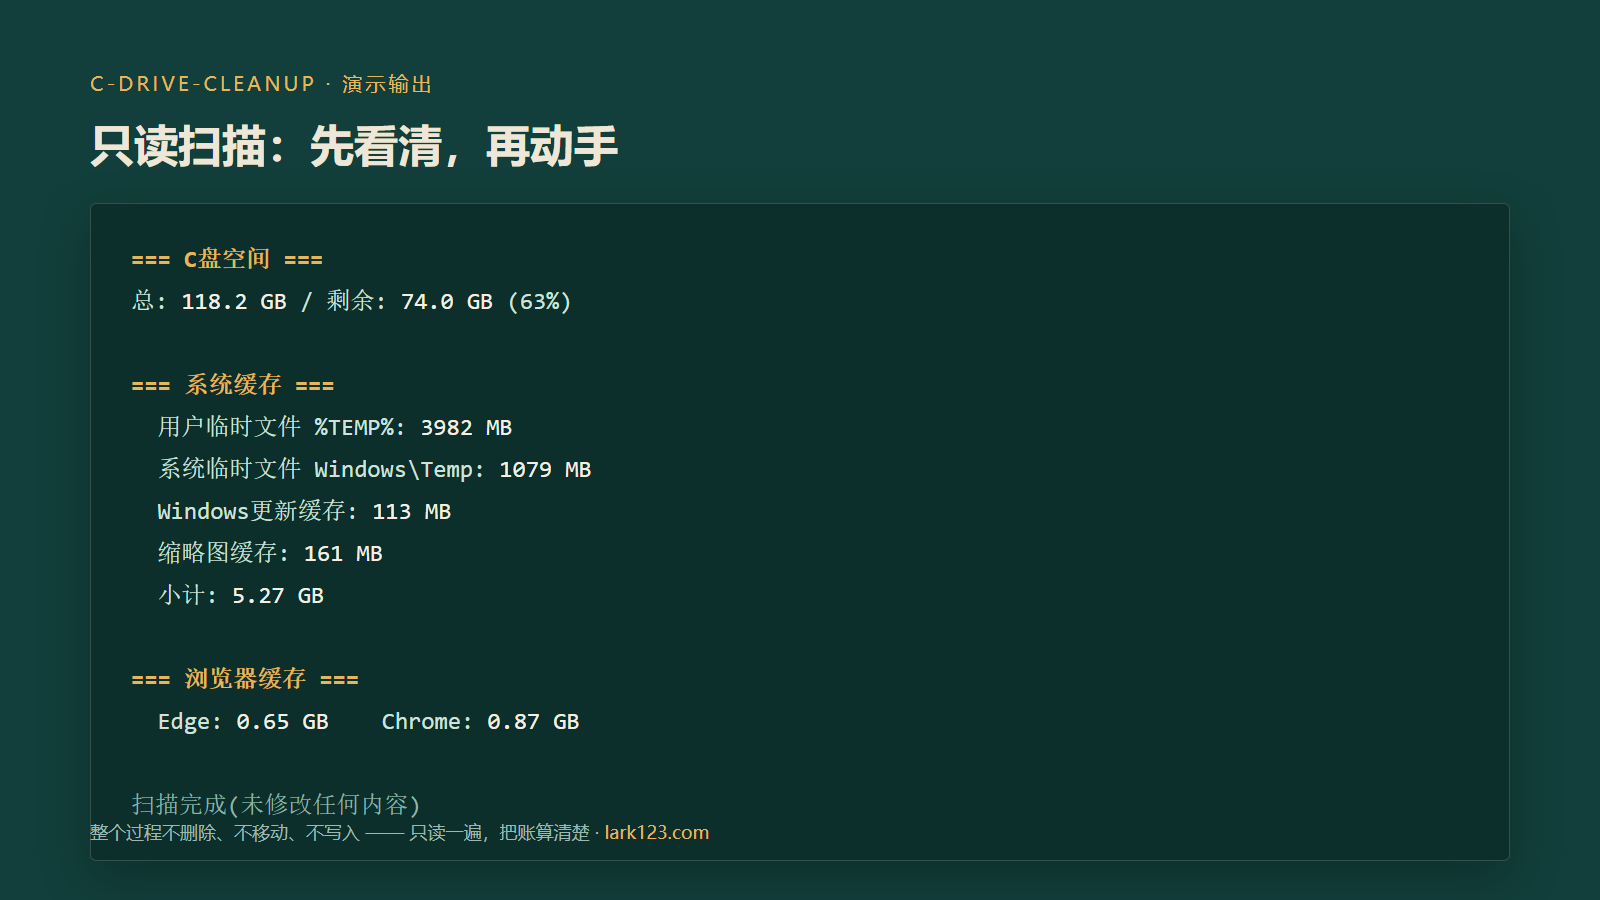 C-DRIVE-CLEANUP · 演示输出
只读扫描：先看清，再动手
=== C盘空间 ===
总: 118.2 GB / 剩余: 74.0 GB (63%)
=== 系统缓存 ===
用户临时文件 %TEMP%: 3982 MB
系统临时文件 Windows\Temp: 1079 MB
Windows更新缓存: 113 MB
缩略图缓存: 161 MB
小计: 5.27 GB
=== 浏览器缓存 ===
Edge: 0.65 GB    Chrome: 0.87 GB
扫描完成(未修改任何内容)
整个过程不删除、不移动、不写入 —— 只读一遍，把账算清楚 · lark123.com